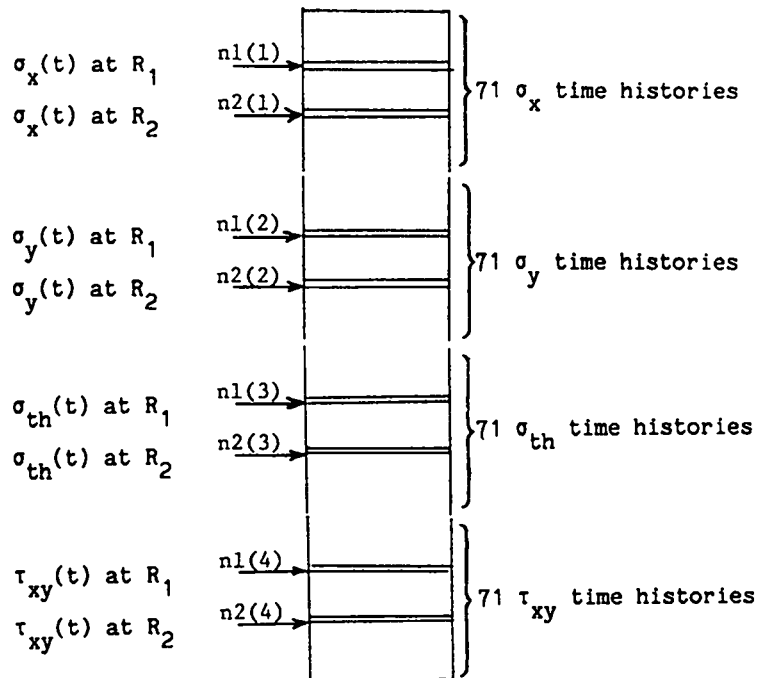 σx(t) at R1 n1(1)
σx(t) at R2 n2(1)
71 σx time histories
σy(t) at R1 n1(2)
σy(t) at R2 n2(2)
71 σy time histories
σth(t) at R1 n1(3)
σth(t) at R2 n2(3)
71 σth time histories
τxy(t) at R1 n1(4)
τxy(t) at R2 n2(4)
71 τxy time histories